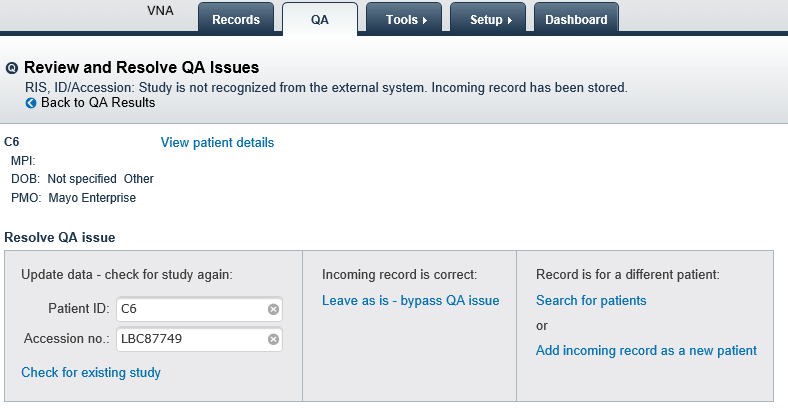 VNA
Records
QA
Tools
Setup
Dashboard
Q Review and Resolve QA Issues
RIS, ID/Accession: Study is not recognized from the external system. Incoming record has been stored.
Back to QA Results
C6
View patient details
MPI:
DOB: Not specified Other
PMO: Mayo Enterprise
Resolve QA issue
Update data - check for study again:
Patient ID: C6
Accession no.: LBC87749
Check for existing study
Incoming record is correct:
Leave as is - bypass QA issue
Record is for a different patient:
Search for patients
or
Add incoming record as a new patient